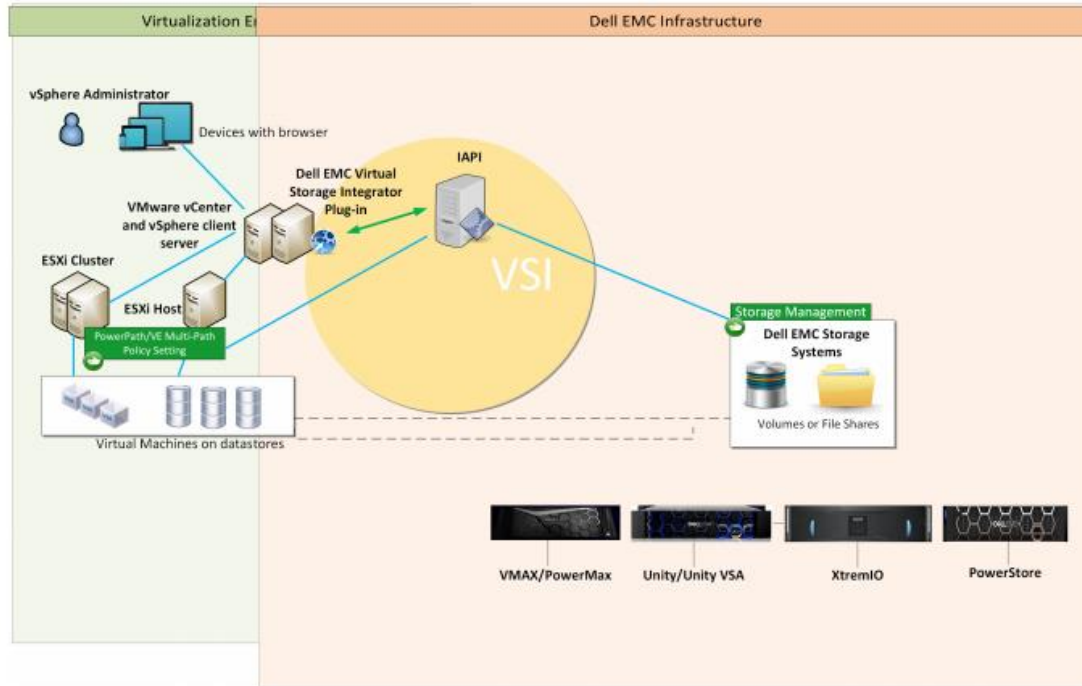 Virtualization E
Dell EMC Infrastructure
vSphere Administrator
Devices with browser
IAPI
Dell EMC Virtual
Storage Integrator
Plug-in
VMware vCenter
and vSphere client
server
VSI
ESXi Cluster
ESXi Host
PowerPath/VE Multi-Path
Policy Setting
Storage Management
Dell EMC Storage
Systems
Volumes or File Shares
Virtual Machines on datastores
VMAX/PowerMax
Unity/Unity VSA
XtremIO
PowerStore